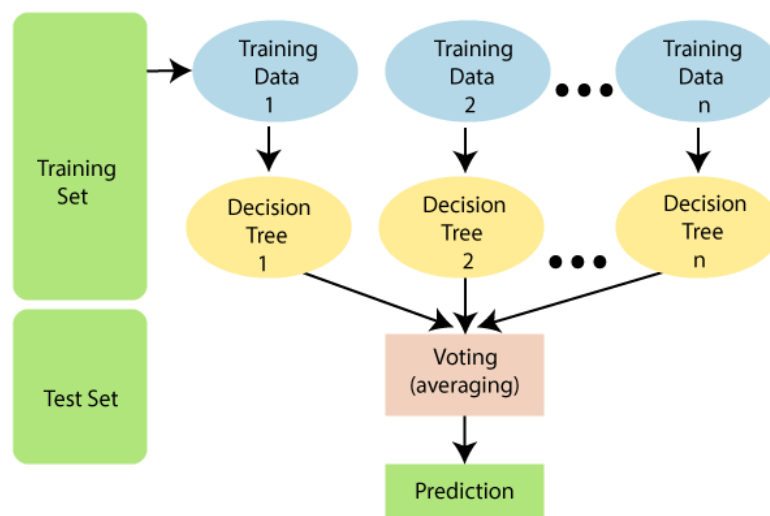 Training
Set
Test Set
Training
Data
1
Training
Data
2
Training
Data
n
Decision
Tree
1
Decision
Tree
2
Decision
Tree
n
Voting
(averaging)
Prediction